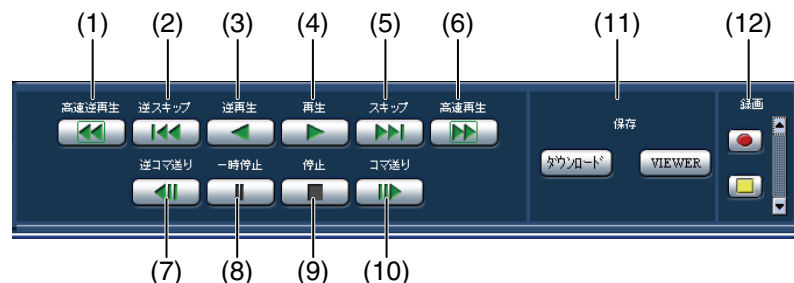 (1) (2) (3) (4) (5) (6) (11) (12)
高速逆再生 逆スキップ 逆再生 再生 スキップ 高速再生 録画
保存
逆コマ送り 一時停止 停止 コマ送り ダウンロード VIEWER
(7) (8) (9) (10)